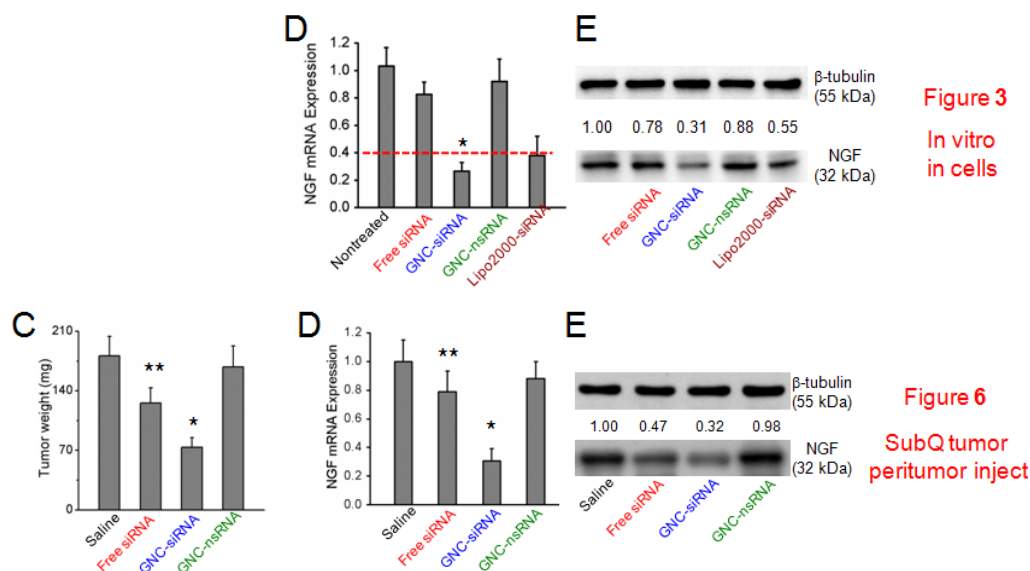 D
NGF mRNA Expression
1.2
1.0
0.8
0.6
0.4
0.2
0.0
*
Nontreated
Free siRNA
GNC-siRNA
GNC-nsRNA
Lipo2000-siRNA
E
β-tubulin
(55 kDa)
1.00 0.78 0.31 0.88 0.55
NGF
(32 kDa)
Free siRNA
GNC-siRNA
GNC-nsRNA
Lipo2000-siRNA
Figure 3
In vitro
in cells
C
Tumor weight (mg)
210
140
70
0
**
*
Saline
Free siRNA
GNC-siRNA
GNC-nsRNA
D
NGF mRNA Expression
1.2
1.0
0.8
0.6
0.4
0.2
0.0
**
*
Saline
Free siRNA
GNC-siRNA
GNC-nsRNA
E
β-tubulin
(55 kDa)
1.00 0.47 0.32 0.98
NGF
(32 kDa)
Saline
Free siRNA
GNC-siRNA
GNC-nsRNA
Figure 6
SubQ tumor
peritumor inject